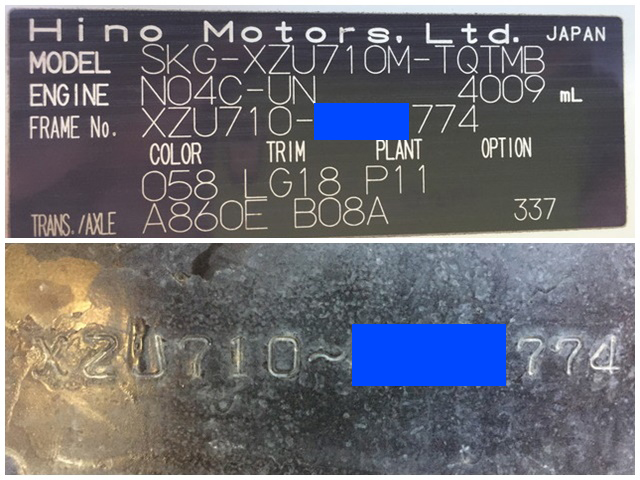 Hino Motors, Ltd. JAPAN
MODEL SKG-XZU710M-TQTMB
ENGINE N04C-UN 4009 mL
FRAME No. XZU710- 774
COLOR TRIM PLANT OPTION
058 LG18 P11
TRANS./AXLE A860E B08A 337
XZU710~ 774